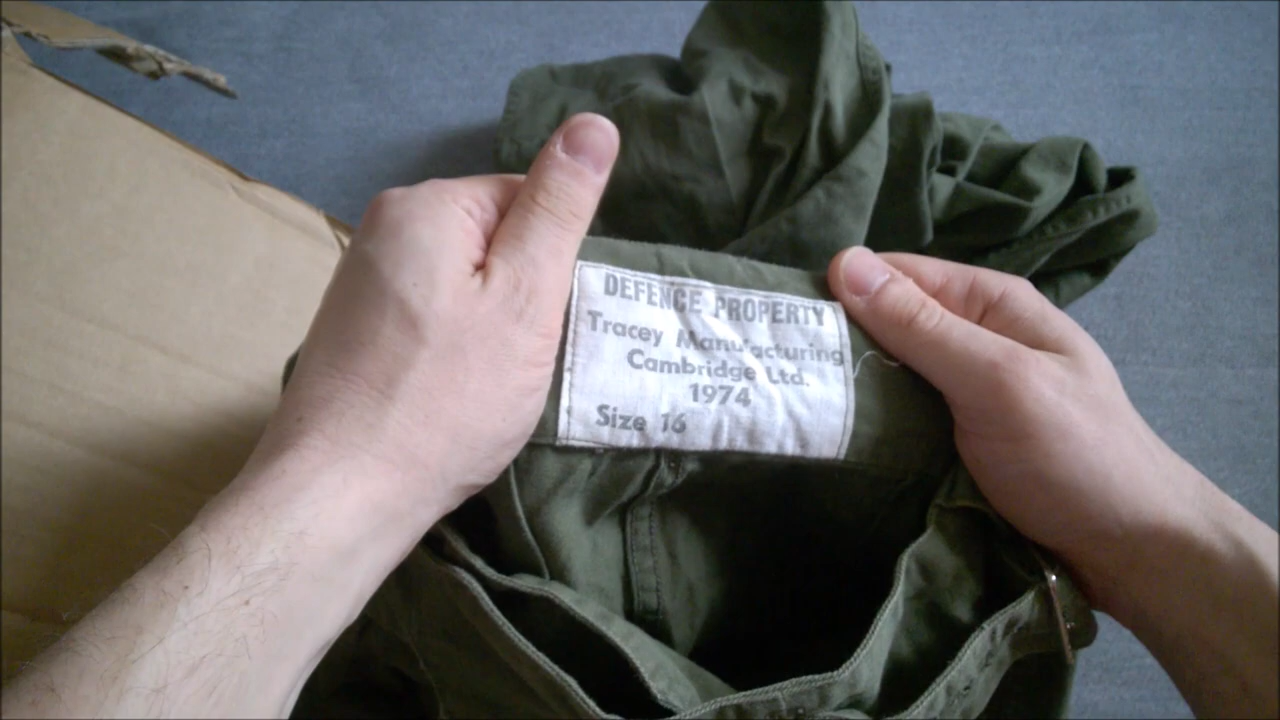 DEFENCE PROPERTY
Tracey Manufacturing
Cambridge Ltd.
1974
Size 16